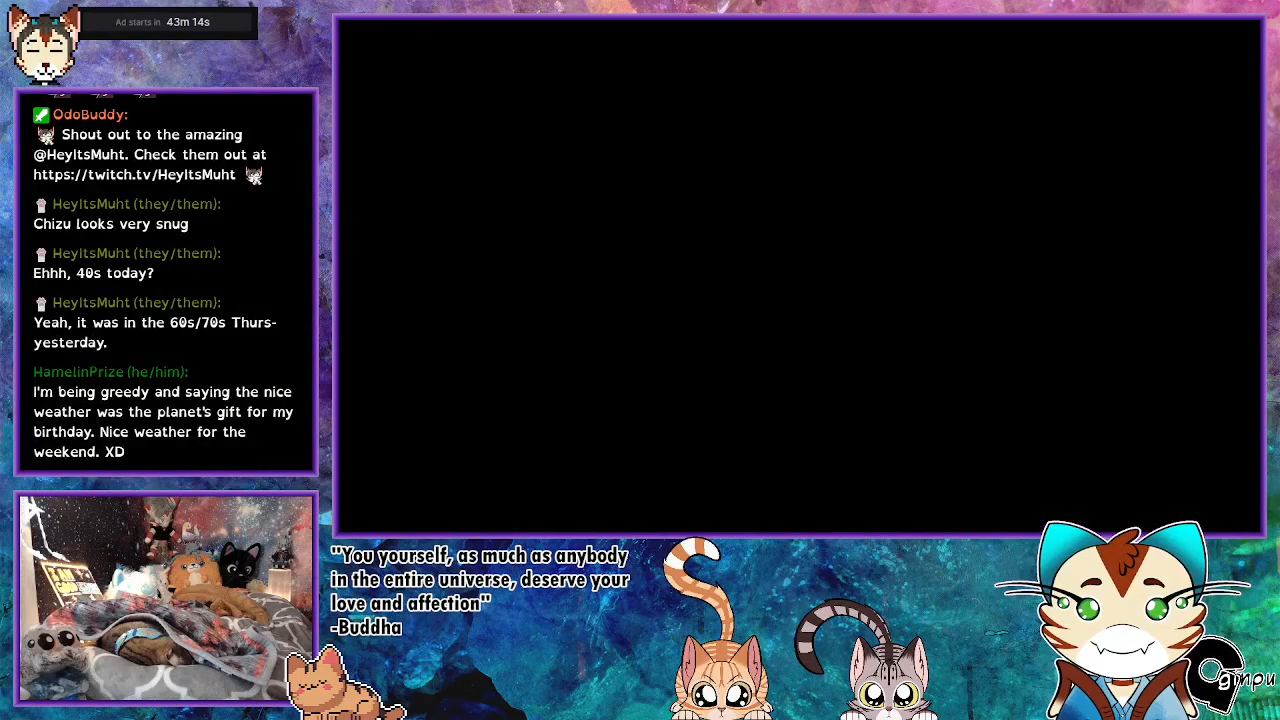 Ad starts in 43m 14s
OdoBuddy:
Shout out to the amazing
@HeyItsMuht. Check them out at
https://twitch.tv/HeyItsMuht
HeyItsMuht (they/them):
Chizu looks very snug
HeyItsMuht (they/them):
Ehhh, 40s today?
HeyItsMuht (they/them):
Yeah, it was in the 60s/70s Thurs-
yesterday.
HamelinPrize (he/him):
I'm being greedy and saying the nice
weather was the planet's gift for my
birthday. Nice weather for the
weekend. XD
"You yourself, as much as anybody
in the entire universe, deserve your
love and affection"
-Buddha